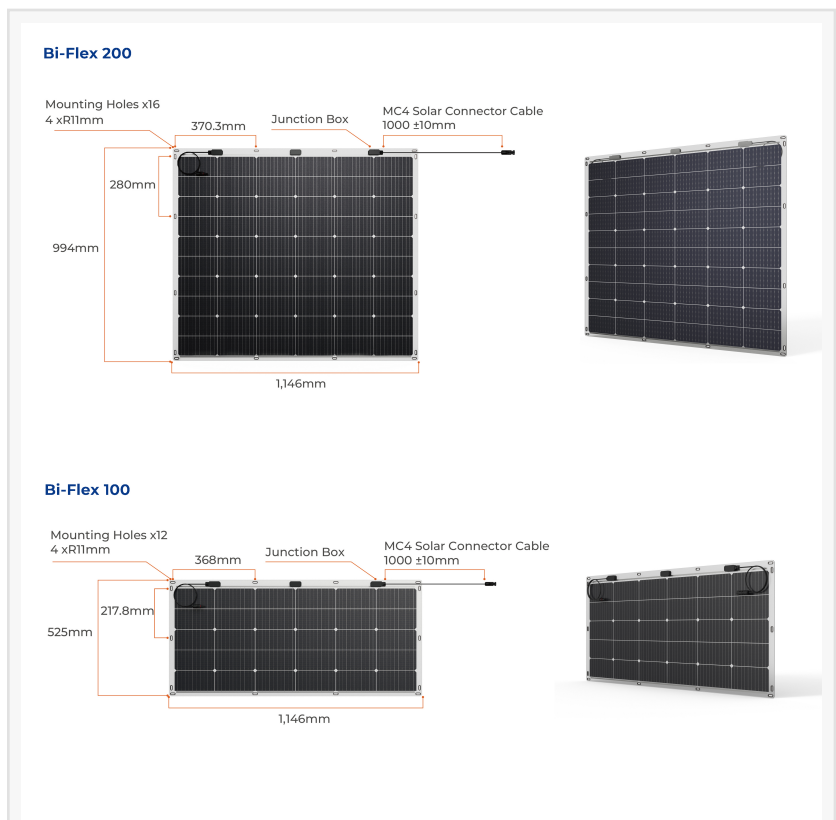 Bi-Flex 200
Mounting Holes x16
4 xR11mm
370.3mm
Junction Box
MC4 Solar Connector Cable
1000 ±10mm
280mm
994mm
1,146mm
Bi-Flex 100
Mounting Holes x12
4 xR11mm
368mm
Junction Box
MC4 Solar Connector Cable
1000 ±10mm
217.8mm
525mm
1,146mm